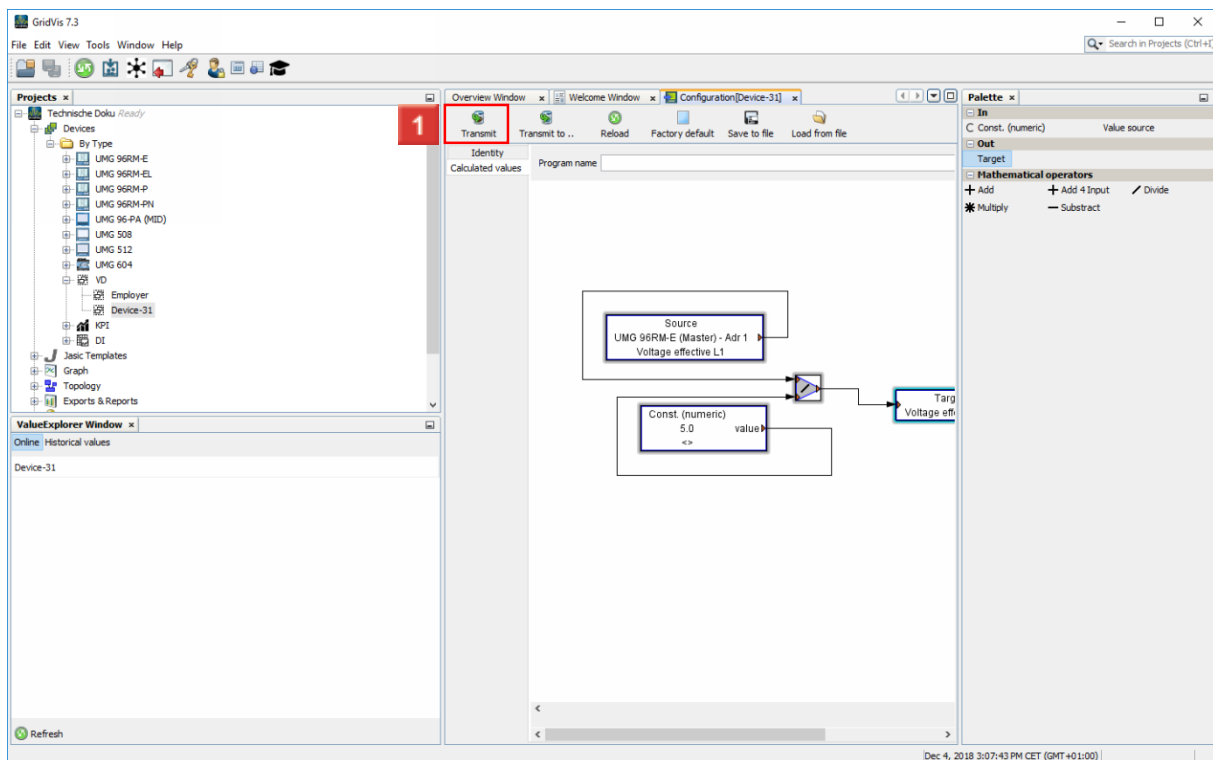 GridVis 7.3
File Edit View Tools Window Help
Search in Projects (Ctrl+I)
Projects
Technische Doku Ready
Devices
By Type
UMG 96RM-E
UMG 96RM-EL
UMG 96RM-P
UMG 96RM-PN
UMG 96-PA (MID)
UMG 508
UMG 512
UMG 604
VD
Employer
Device-31
KPI
DI
Jasic Templates
Graph
Topology
Exports & Reports
ValueExplorer Window
Online Historical values
Device-31
Refresh
1
Overview Window Welcome Window Configuration[Device-31]
Transmit Transmit to .. Reload Factory default Save to file Load from file
Identity
Calculated values
Program name
Source
UMG 96RM-E (Master) - Adr 1
Voltage effective L1
Const. (numeric)
5.0 value
<>
Targ
Voltage effe
Palette
In
C Const. (numeric) Value source
Out
Target
Mathematical operators
Add Add 4 Input Divide
Multiply Substract
Dec 4, 2018 3:07:43 PM CET (GMT+01:00)